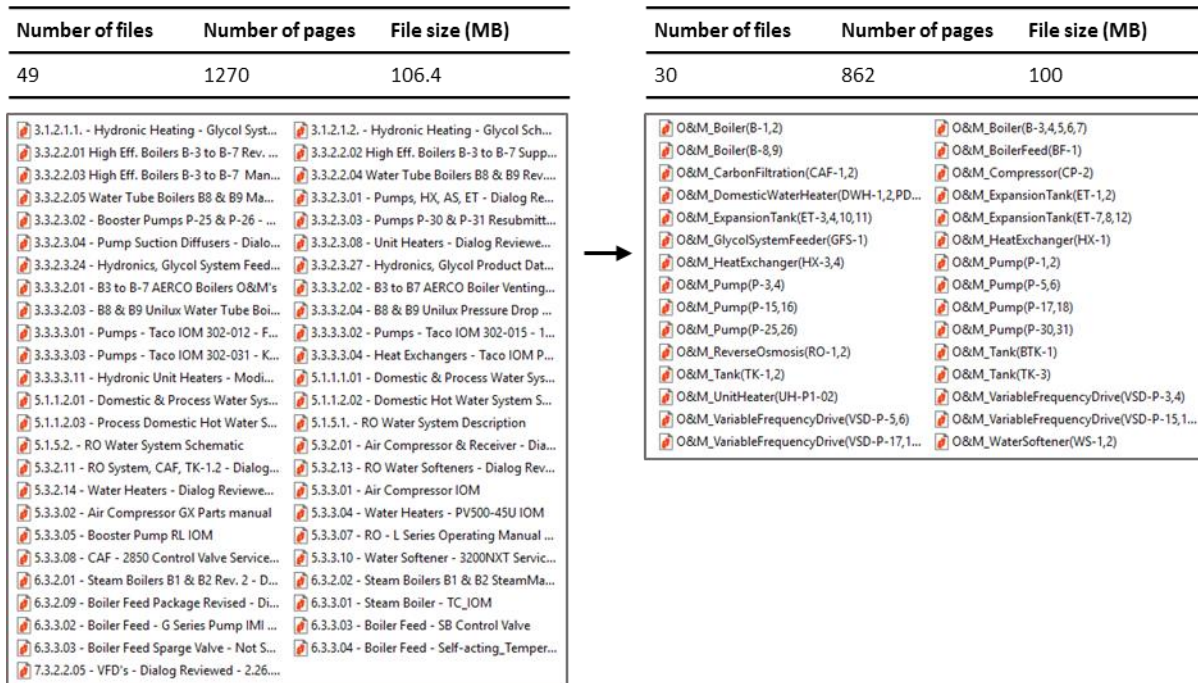 Number of files Number of pages File size (MB)
49 1270 106.4
3.1.2.1.1. - Hydronic Heating - Glycol Syst... 3.1.2.1.2. - Hydronic Heating - Glycol Sch...
3.3.2.2.01 High Eff. Boilers B-3 to B-7 Rev. ... 3.3.2.2.02 High Eff. Boilers B-3 to B-7 Supp...
3.3.2.2.03 High Eff. Boilers B-3 to B-7 Man... 3.3.2.2.04 Water Tube Boilers B8 & B9 Rev....
3.3.2.2.05 Water Tube Boilers B8 & B9 Ma... 3.3.2.3.01 - Pumps, HX, AS, ET - Dialog Re...
3.3.2.3.02 - Booster Pumps P-25 & P-26 - ... 3.3.2.3.03 - Pumps P-30 & P-31 Resubmitt...
3.3.2.3.04 - Pump Suction Diffusers - Dialo... 3.3.2.3.08 - Unit Heaters - Dialog Reviewe...
3.3.2.3.24 - Hydronics, Glycol System Feed... 3.3.2.3.27 - Hydronics, Glycol Product Dat...
3.3.3.2.01 - B3 to B-7 AERCO Boilers O&M's 3.3.3.2.02 - B3 to B7 AERCO Boiler Venting...
3.3.3.2.03 - B8 & B9 Unilux Water Tube Boi... 3.3.3.2.04 - B8 & B9 Unilux Pressure Drop ...
3.3.3.3.01 - Pumps - Taco IOM 302-012 - F... 3.3.3.3.02 - Pumps - Taco IOM 302-015 - 1...
3.3.3.3.03 - Pumps - Taco IOM 302-031 - K... 3.3.3.3.04 - Heat Exchangers - Taco IOM P...
3.3.3.3.11 - Hydronic Unit Heaters - Modi... 5.1.1.1.01 - Domestic & Process Water Sys...
5.1.1.2.01 - Domestic & Process Water Sys... 5.1.1.2.02 - Domestic Hot Water System S...
5.1.1.2.03 - Process Domestic Hot Water S... 5.1.5.1. - RO Water System Description
5.1.5.2. - RO Water System Schematic 5.3.2.01 - Air Compressor & Receiver - Dia...
5.3.2.11 - RO System, CAF, TK-1.2 - Dialog... 5.3.2.13 - RO Water Softeners - Dialog Rev...
5.3.2.14 - Water Heaters - Dialog Reviewe... 5.3.3.01 - Air Compressor IOM
5.3.3.02 - Air Compressor GX Parts manual 5.3.3.04 - Water Heaters - PV500-45U IOM
5.3.3.05 - Booster Pump RL IOM 5.3.3.07 - RO - L Series Operating Manual ...
5.3.3.08 - CAF - 2850 Control Valve Service... 5.3.3.10 - Water Softener - 3200NXT Servic...
6.3.2.01 - Steam Boilers B1 & B2 Rev. 2 - D... 6.3.2.02 - Steam Boilers B1 & B2 SteamMa...
6.3.2.09 - Boiler Feed Package Revised - Di... 6.3.3.01 - Steam Boiler - TC_IOM
6.3.3.02 - Boiler Feed - G Series Pump IMI ... 6.3.3.03 - Boiler Feed - SB Control Valve
6.3.3.03 - Boiler Feed Sparge Valve - Not S... 6.3.3.04 - Boiler Feed - Self-acting_Temper...
7.3.2.2.05 - VFD's - Dialog Reviewed - 2.26....
Number of files Number of pages File size (MB)
30 862 100
O&M_Boiler(B-1,2) O&M_Boiler(B-3,4,5,6,7)
O&M_Boiler(B-8,9) O&M_BoilerFeed(BF-1)
O&M_CarbonFiltration(CAF-1,2) O&M_Compressor(CP-2)
O&M_DomesticWaterHeater(DWH-1,2,PD... O&M_ExpansionTank(ET-1,2)
O&M_ExpansionTank(ET-3,4,10,11) O&M_ExpansionTank(ET-7,8,12)
O&M_GlycolSystemFeeder(GFS-1) O&M_HeatExchanger(HX-1)
O&M_HeatExchanger(HX-3,4) O&M_Pump(P-1,2)
O&M_Pump(P-3,4) O&M_Pump(P-5,6)
O&M_Pump(P-15,16) O&M_Pump(P-17,18)
O&M_Pump(P-25,26) O&M_Pump(P-30,31)
O&M_ReverseOsmosis(RO-1,2) O&M_Tank(BTK-1)
O&M_Tank(TK-1,2) O&M_Tank(TK-3)
O&M_UnitHeater(UH-P1-02) O&M_VariableFrequencyDrive(VSD-P-3,4)
O&M_VariableFrequencyDrive(VSD-P-5,6) O&M_VariableFrequencyDrive(VSD-P-15,1...
O&M_VariableFrequencyDrive(VSD-P-17,1... O&M_WaterSoftener(WS-1,2)